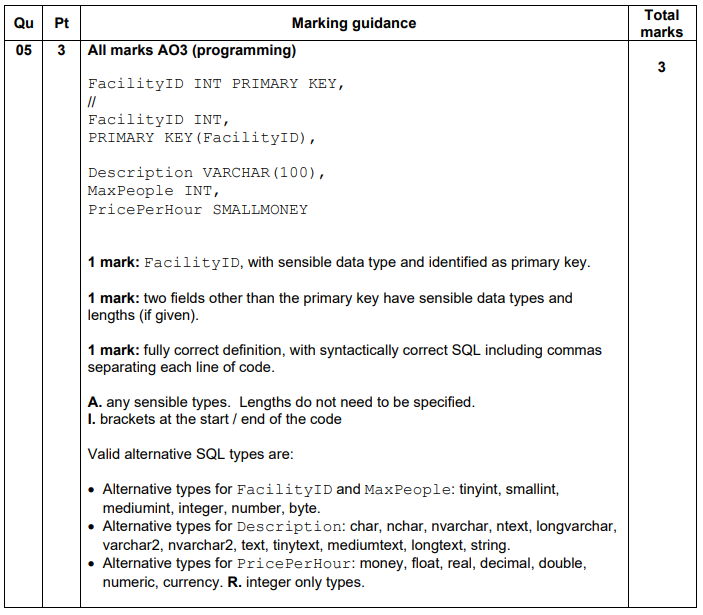 Qu Pt Marking guidance Total marks
05 3 All marks AO3 (programming)
3
FacilityID INT PRIMARY KEY,
//
FacilityID INT,
PRIMARY KEY(FacilityID),
Description VARCHAR(100),
MaxPeople INT,
PricePerHour SMALLMONEY
1 mark: FacilityID, with sensible data type and identified as primary key.
1 mark: two fields other than the primary key have sensible data types and
lengths (if given).
1 mark: fully correct definition, with syntactically correct SQL including commas
separating each line of code.
A. any sensible types. Lengths do not need to be specified.
I. brackets at the start / end of the code
Valid alternative SQL types are:
• Alternative types for FacilityID and MaxPeople: tinyint, smallint,
mediumint, integer, number, byte.
• Alternative types for Description: char, nchar, nvarchar, ntext, longvarchar,
varchar2, nvarchar2, text, tinytext, mediumtext, longtext, string.
• Alternative types for PricePerHour: money, float, real, decimal, double,
numeric, currency. R. integer only types.